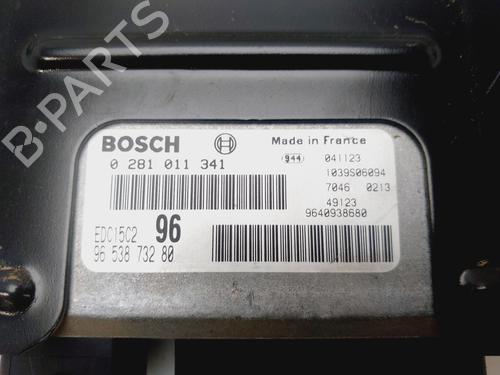 B-PARTS
BOSCH
Made in France
0 281 011 341
944 041123
1039S06094
7046 0213
49123
9640938680
EDC15C2 96
96 538 732 80